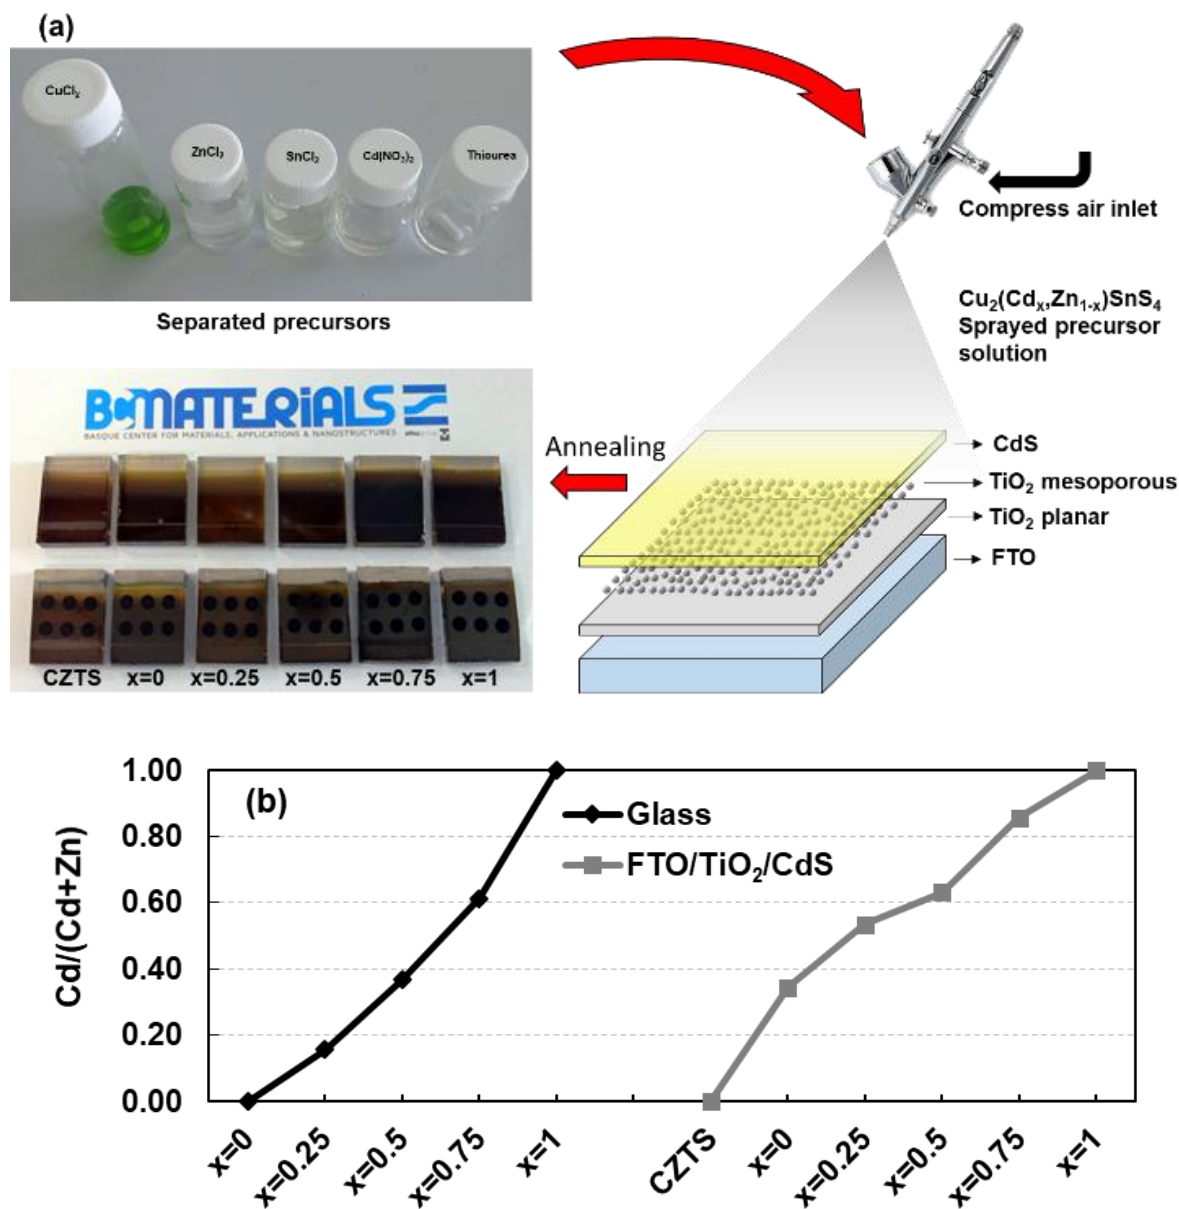 (a)
CuCl₂
ZnCl₂
SnCl₂
Cd(NO₃)₂
Thiourea
Separated precursors
Compress air inlet
Cu₂(Cdₓ,Zn₁₋ₓ)SnS₄
Sprayed precursor
solution
BCMATERIALS
BASQUE CENTER FOR MATERIALS, APPLICATIONS & NANOSTRUCTURES
Annealing
CdS
TiO₂ mesoporous
TiO₂ planar
FTO
CZTS x=0 x=0.25 x=0.5 x=0.75 x=1
(b)
Cd/(Cd+Zn)
1.00
0.80
0.60
0.40
0.20
0.00
Glass
FTO/TiO₂/CdS
x=0 x=0.25 x=0.5 x=0.75 x=1 CZTS x=0 x=0.25 x=0.5 x=0.75 x=1